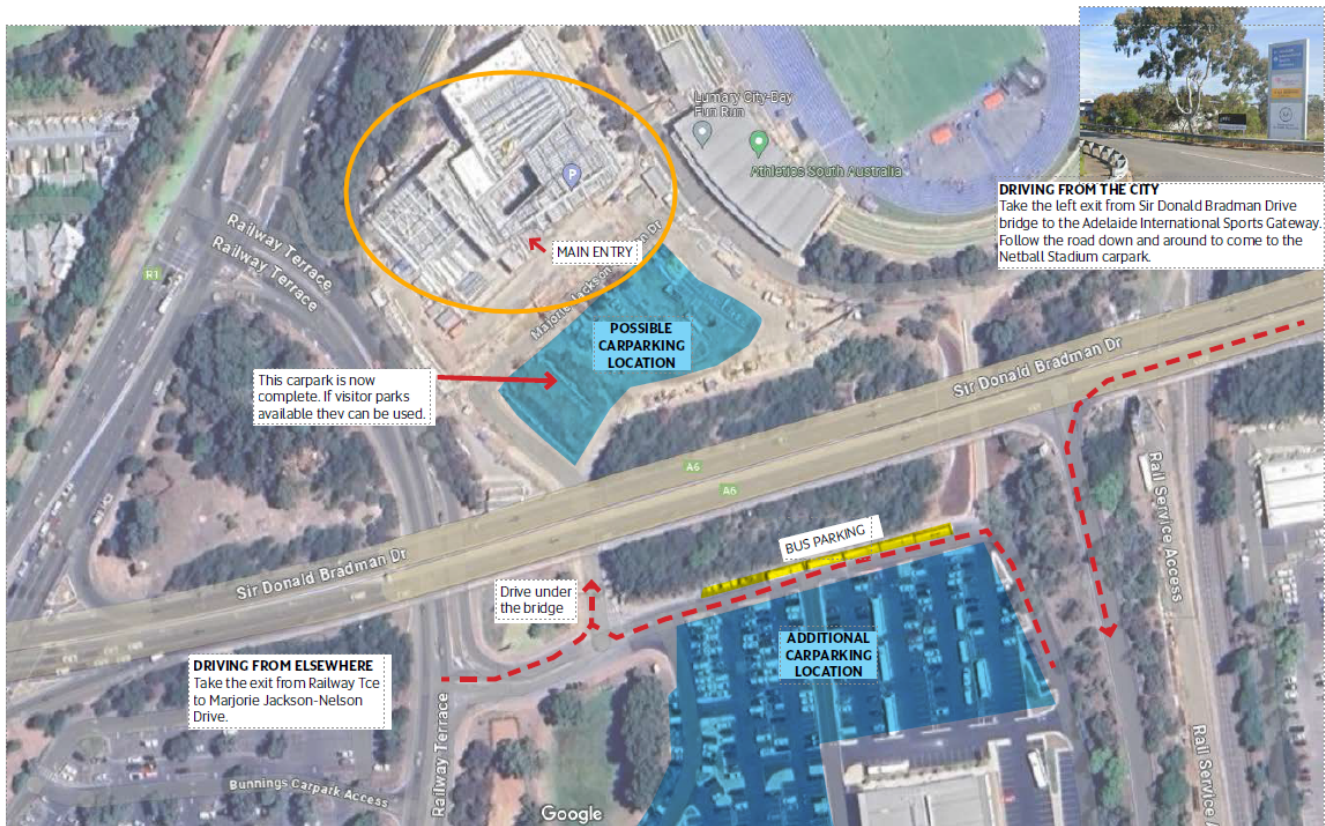 Lumary City-Bay
Fun Run
Athletics South Australia
P
DRIVING FROM THE CITY
Take the left exit from Sir Donald Bradman Drive
bridge to the Adelaide International Sports Gateway.
Follow the road down and around to come to the
Netball Stadium carpark.
Railway Terrace
Railway Terrace
R1
MAIN ENTRY
Dr
POSSIBLE
CARPARKING
LOCATION
This carpark is now
complete. If visitor parks
available they can be used.
Sir Donald Bradman Dr
A6
A6
Rail Service Access
BUS PARKING
Sir Donald Bradman Dr
Drive under
the bridge
ADDITIONAL
CARPARKING
LOCATION
DRIVING FROM ELSEWHERE
Take the exit from Railway Tce
to Marjorie Jackson-Nelson
Drive.
Railway Terrace
Rail Service
Bunnings Carpark Access
Google